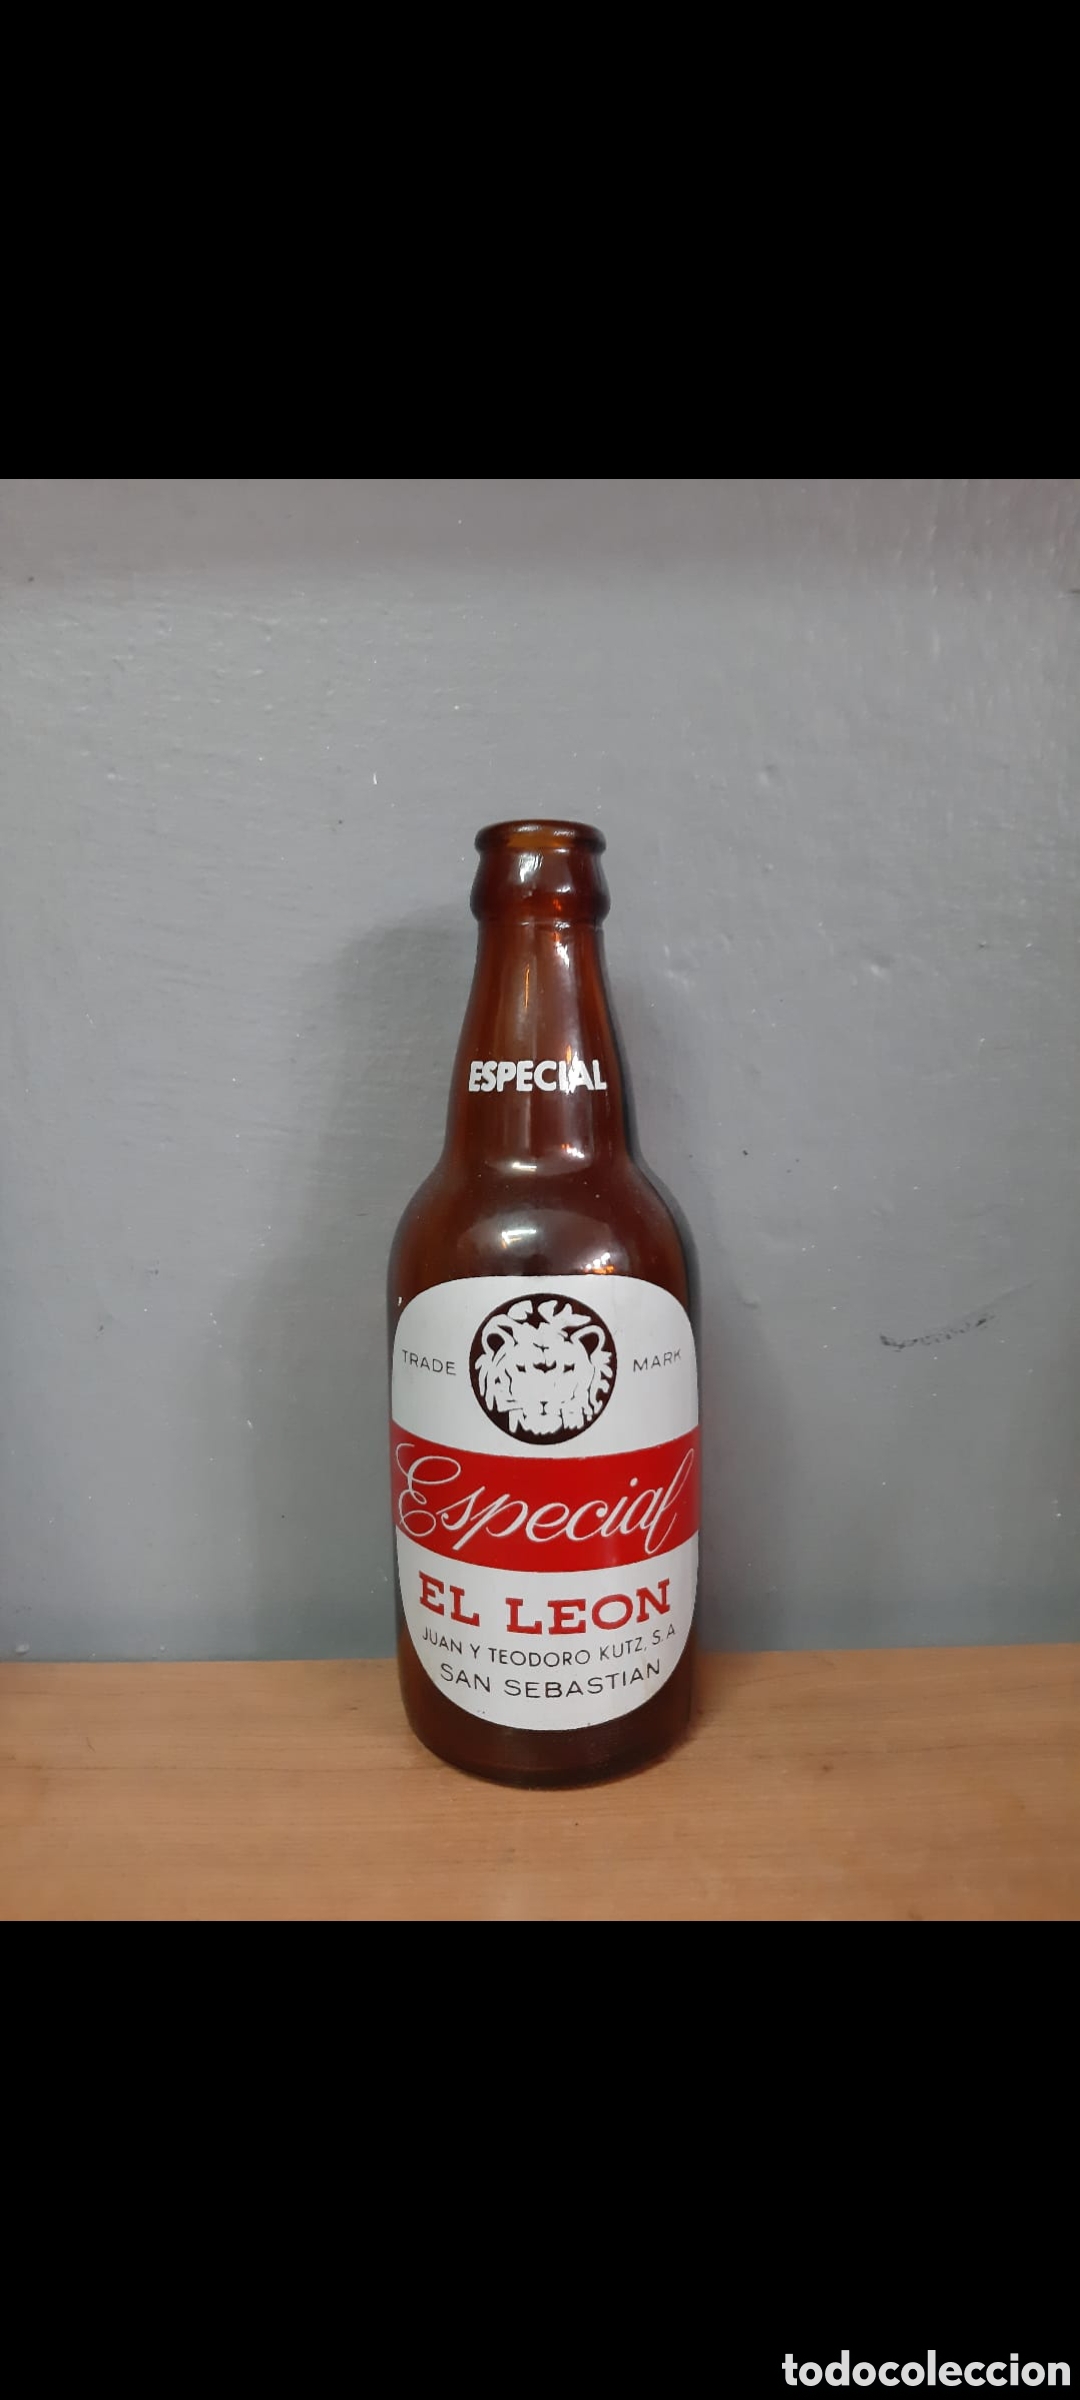 ESPECIAL
TRADE MARK
Especial
EL LEON
JUAN Y TEODORO KUTZ, S.A
SAN SEBASTIAN
todocoleccion